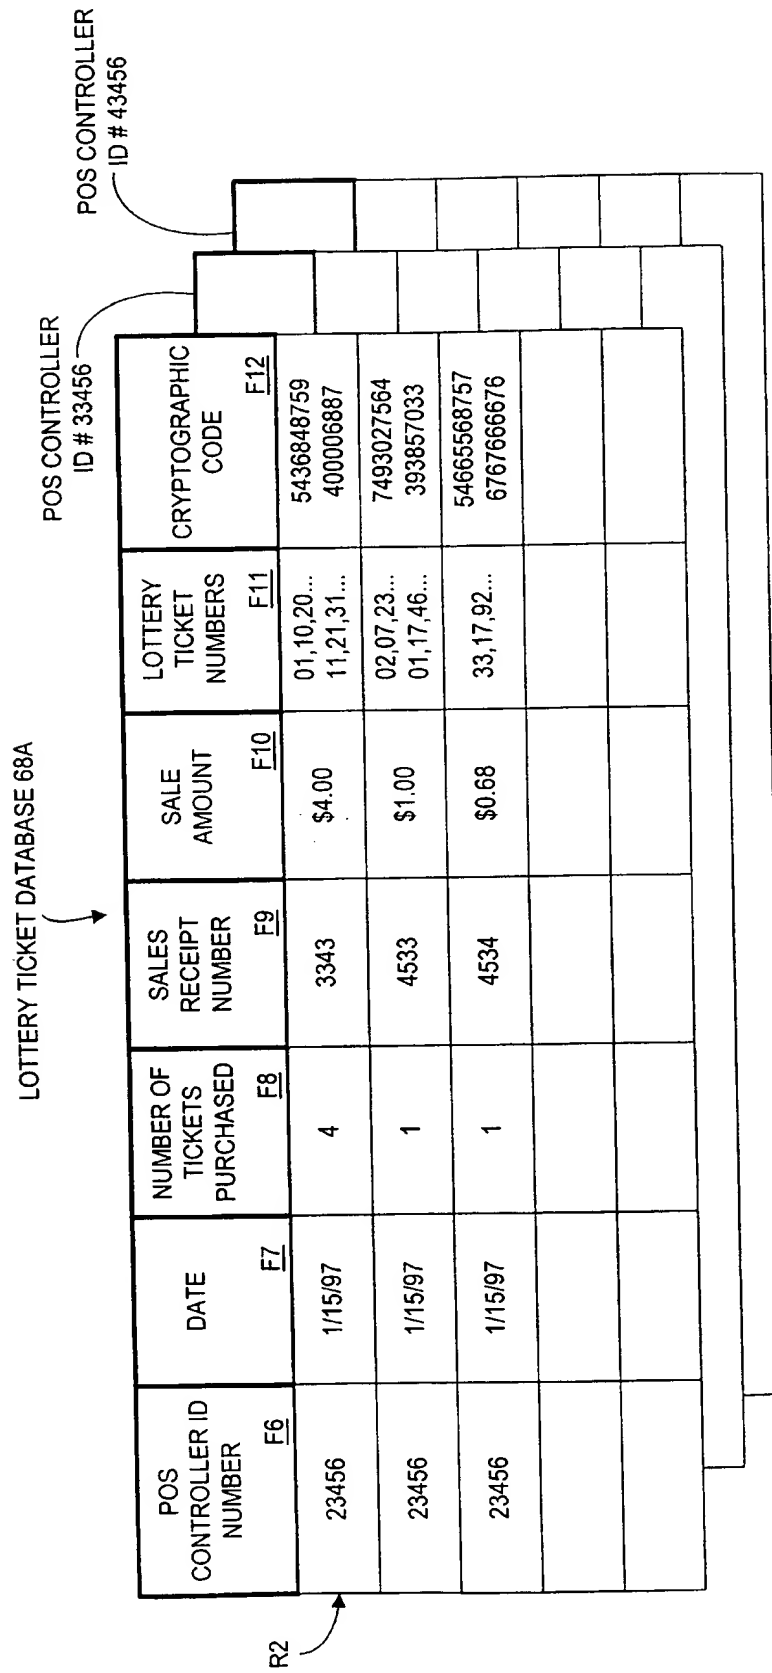 LOTTERY TICKET DATABASE 68A
POS CONTROLLER
ID # 33456
POS CONTROLLER
ID # 43456
POS
CONTROLLER ID
NUMBER
F6
DATE
F7
NUMBER OF
TICKETS
PURCHASED
F8
SALES
RECEIPT
NUMBER
F9
SALE
AMOUNT
F10
LOTTERY
TICKET
NUMBERS
F11
CRYPTOGRAPHIC
CODE
F12
R2
23456
1/15/97
4
3343
$4.00
01,10,20...
11,21,31...
5436848759
400006887
23456
1/15/97
1
4533
$1.00
02,07,23...
01,17,46...
7493027564
393857033
23456
1/15/97
1
4534
$0.68
33,17,92...
54665568757
6767666676